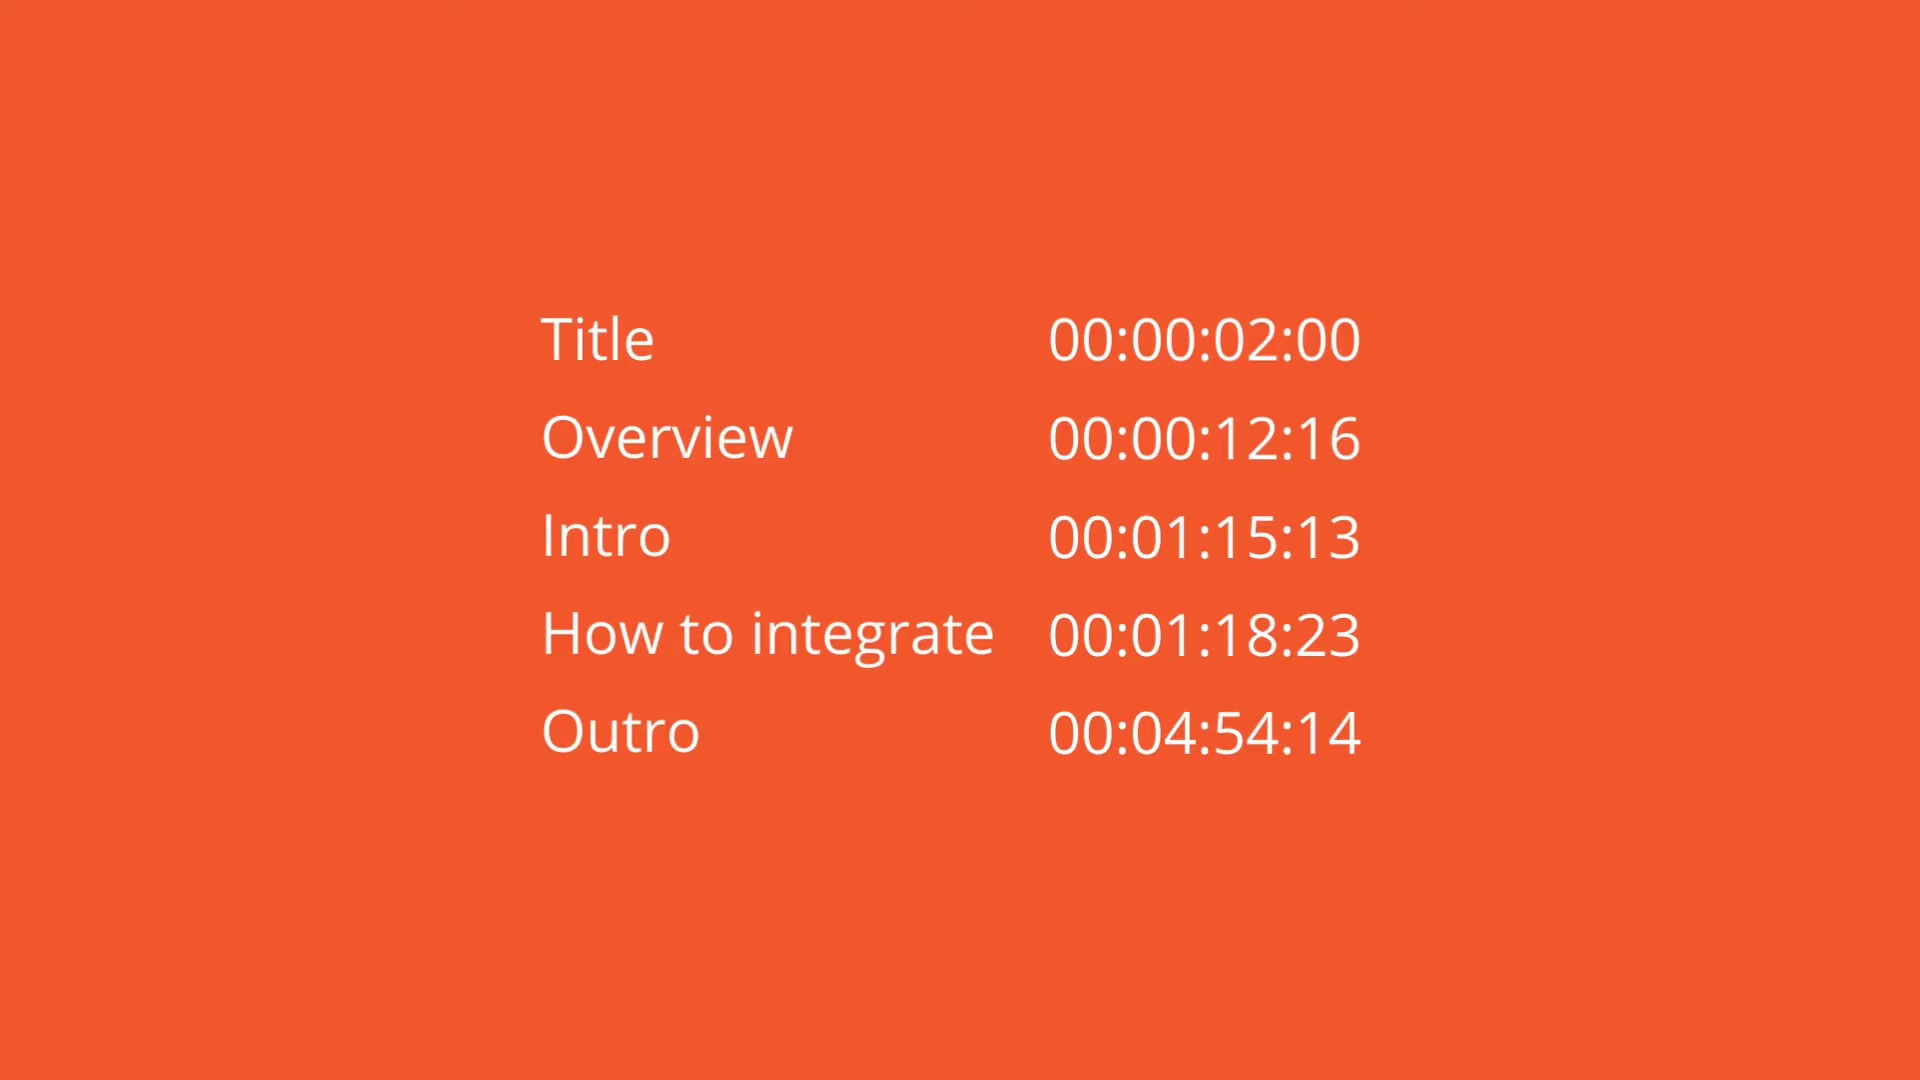 Title 00:00:02:00
Overview 00:00:12:16
Intro 00:01:15:13
How to integrate 00:01:18:23
Outro 00:04:54:14